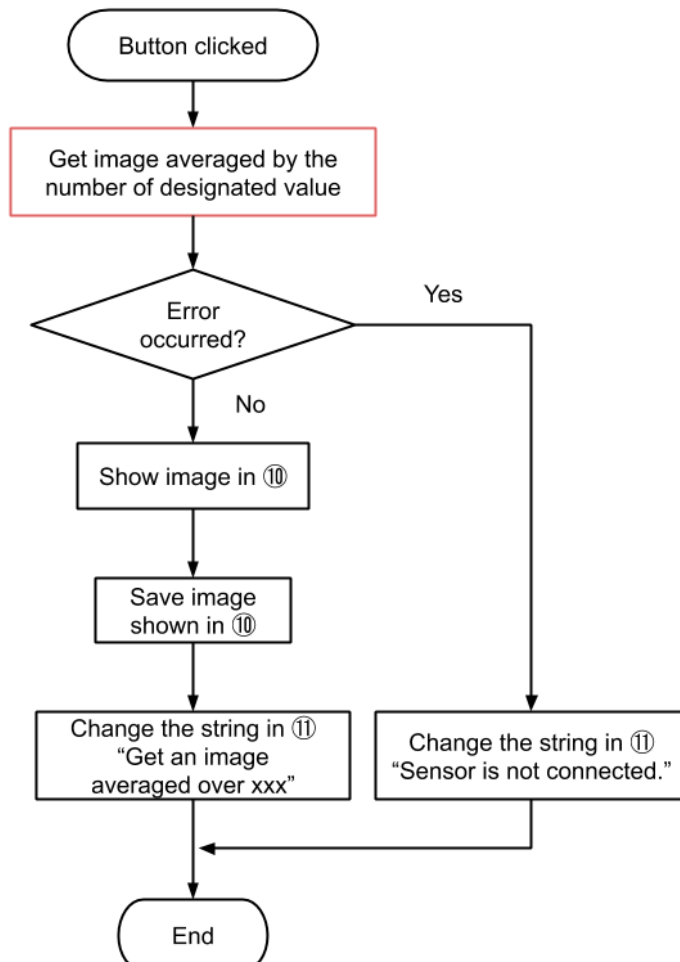 Button clicked
Get image averaged by the
number of designated value
Error
occurred?
Yes
No
Show image in ⑩
Save image
shown in ⑩
Change the string in ⑪
“Get an image
averaged over xxx”
Change the string in ⑪
“Sensor is not connected.”
End